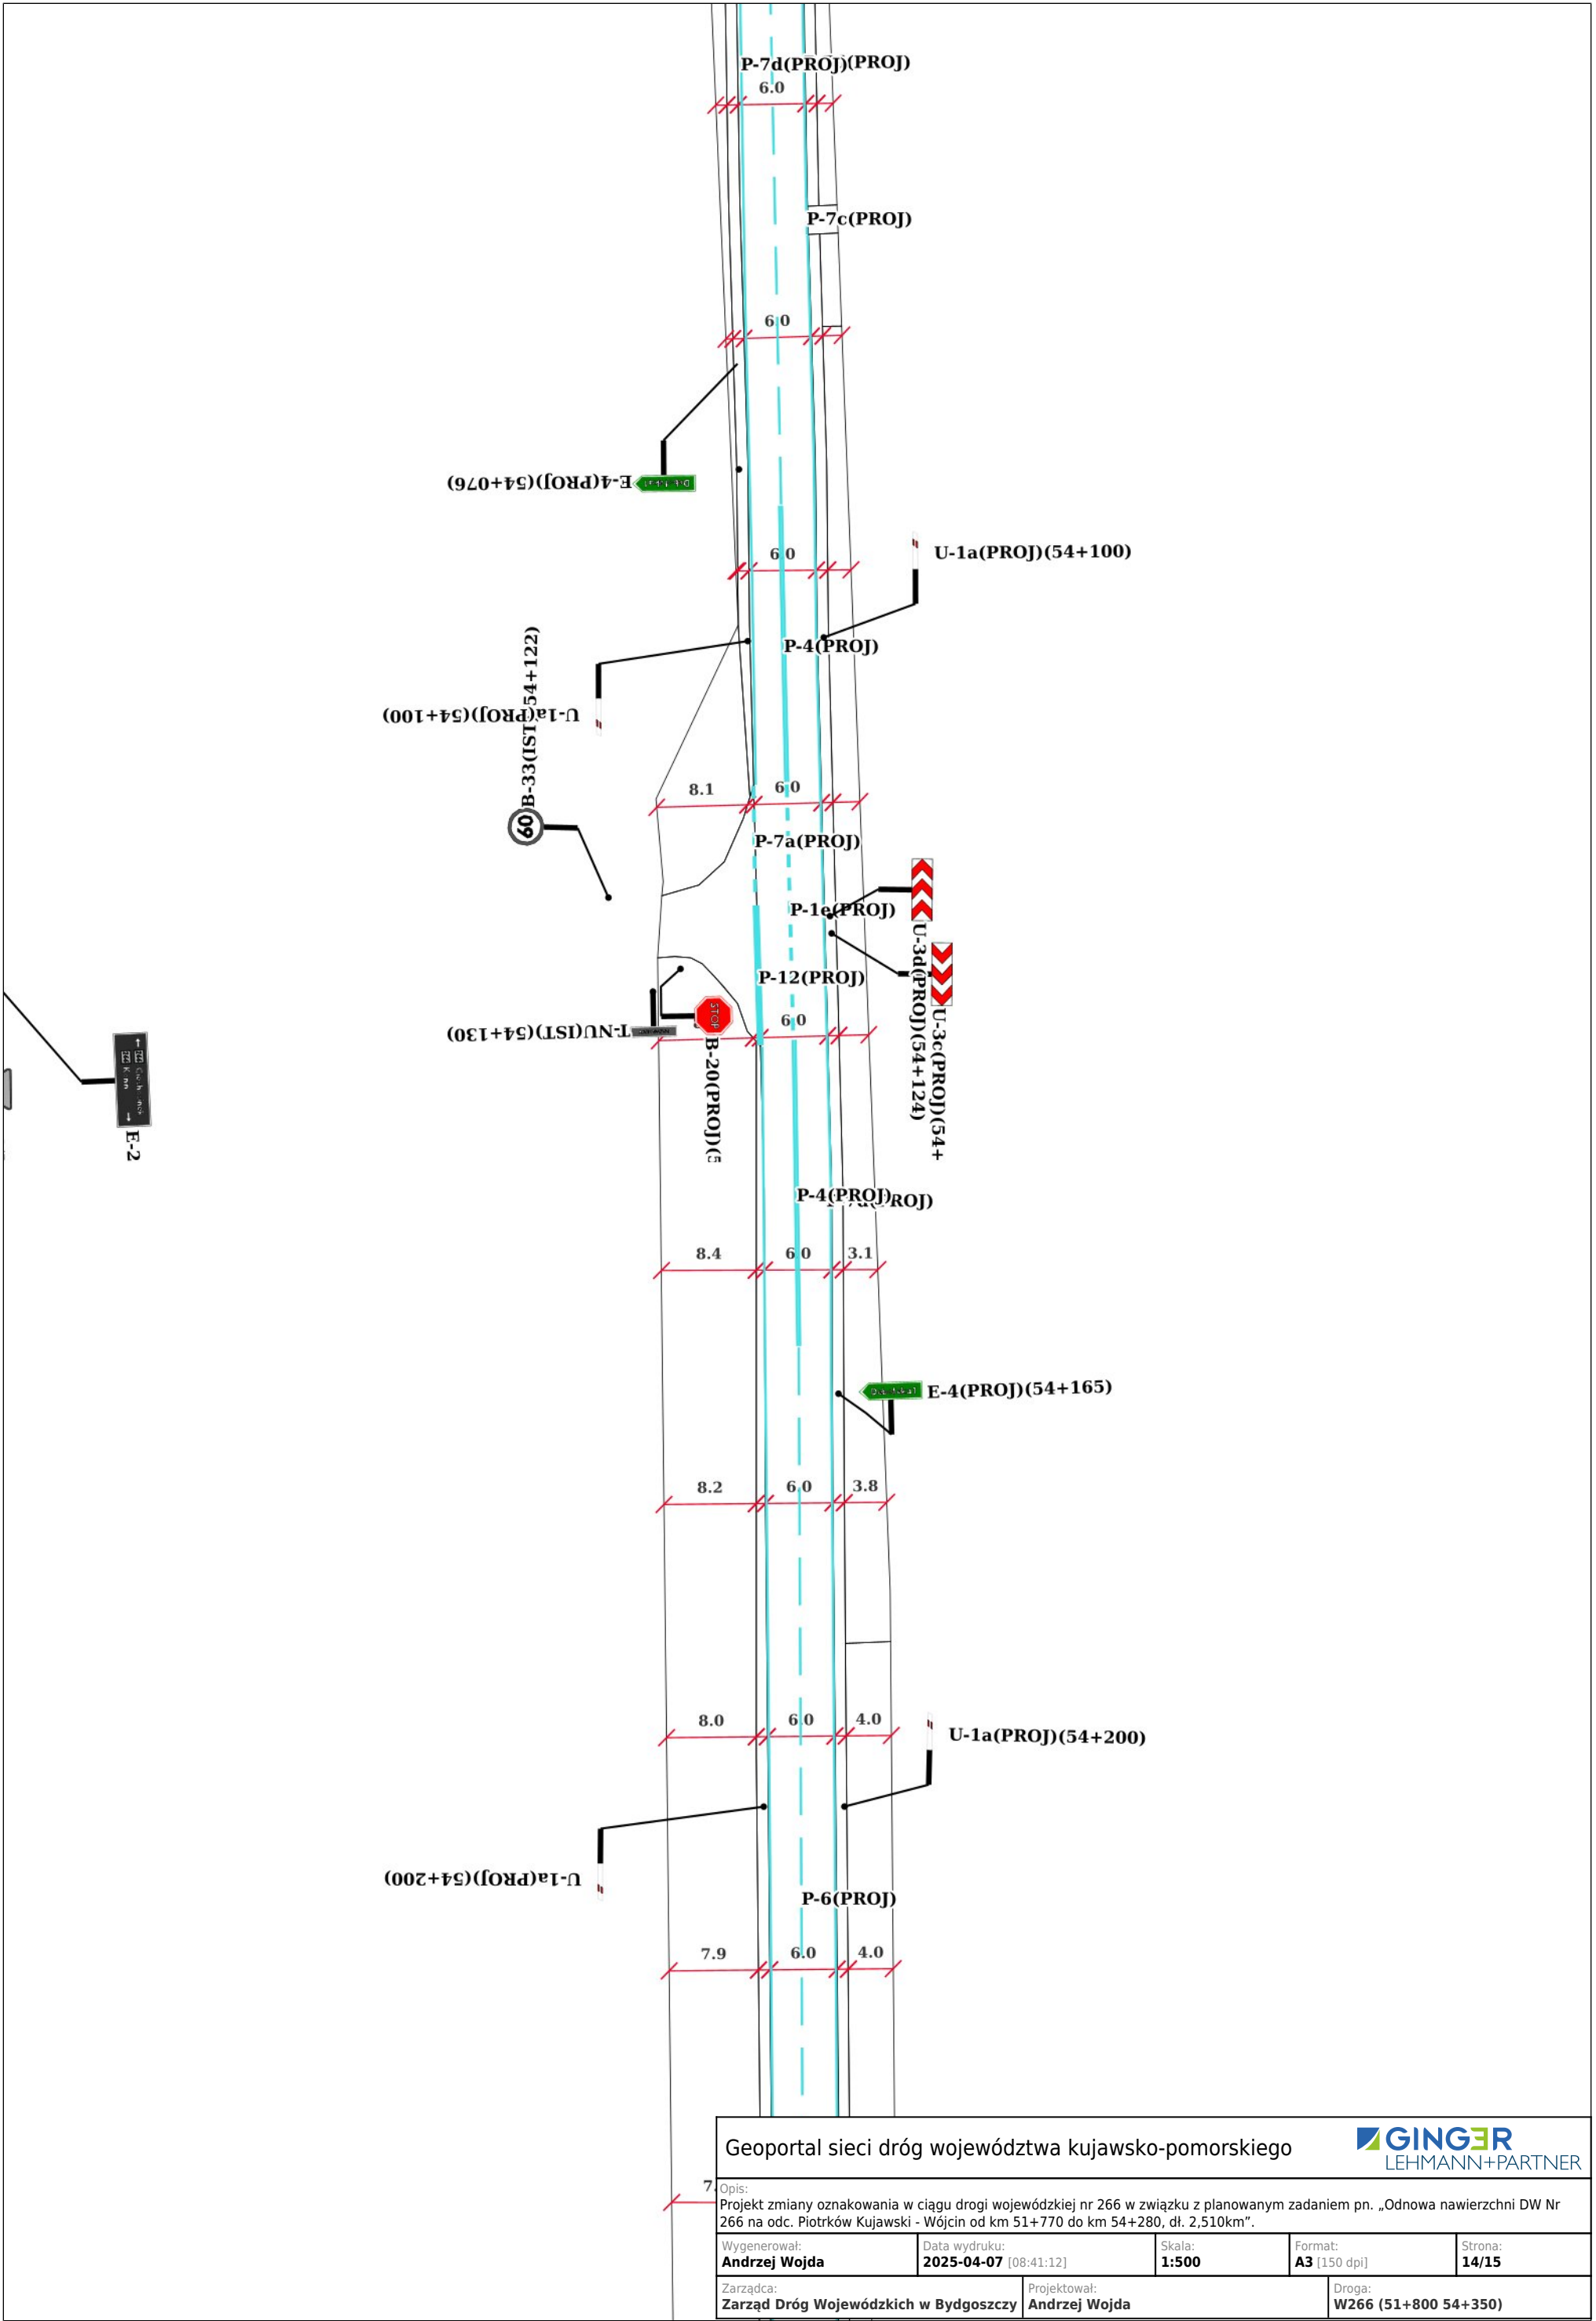 P-7d(PROJ)(PROJ)
6.0
P-7c(PROJ)
6.0
E-4(PROJ)(54+076)
6.0
U-1a(PROJ)(54+100)
P-4(PROJ)
U-1a(PROJ)(54+100)
B-33(IST)(54+122)
60
8.1
6.0
P-7a(PROJ)
P-1e(PROJ)
U-3d(PROJ)(54+124)
U-3c(PROJ)(54+
P-12(PROJ)
T-NU(IST)(54+130)
STOP
B-20(PROJ)(5
6.0
E-2
P-4(PROJ)
ROJ)
8.4
6.0
3.1
E-4(PROJ)(54+165)
8.2
6.0
3.8
8.0
6.0
4.0
U-1a(PROJ)(54+200)
U-1a(PROJ)(54+200)
P-6(PROJ)
7.9
6.0
4.0
7.
Geoportal sieci dróg województwa kujawsko-pomorskiego
GINGER
LEHMANN+PARTNER
Opis:
Projekt zmiany oznakowania w ciągu drogi wojewódzkiej nr 266 w związku z planowanym zadaniem pn. „Odnowa nawierzchni DW Nr
266 na odc. Piotrków Kujawski - Wójcin od km 51+770 do km 54+280, dł. 2,510km”.
Wygenerował:
Andrzej Wojda
Data wydruku:
2025-04-07 [08:41:12]
Skala:
1:500
Format:
A3 [150 dpi]
Strona:
14/15
Zarządca:
Zarząd Dróg Wojewódzkich w Bydgoszczy
Projektował:
Andrzej Wojda
Droga:
W266 (51+800 54+350)